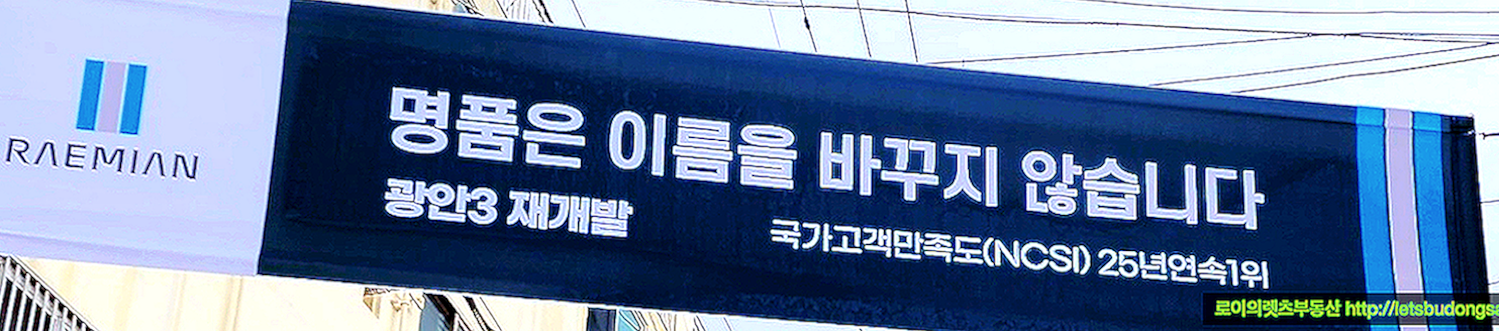 RAEMIAN
명품은 이름을 바꾸지 않습니다
광안3 재개발
국가고객만족도(NCSI) 25년연속1위
로이의렛츠부동산 http://letsbudongsa